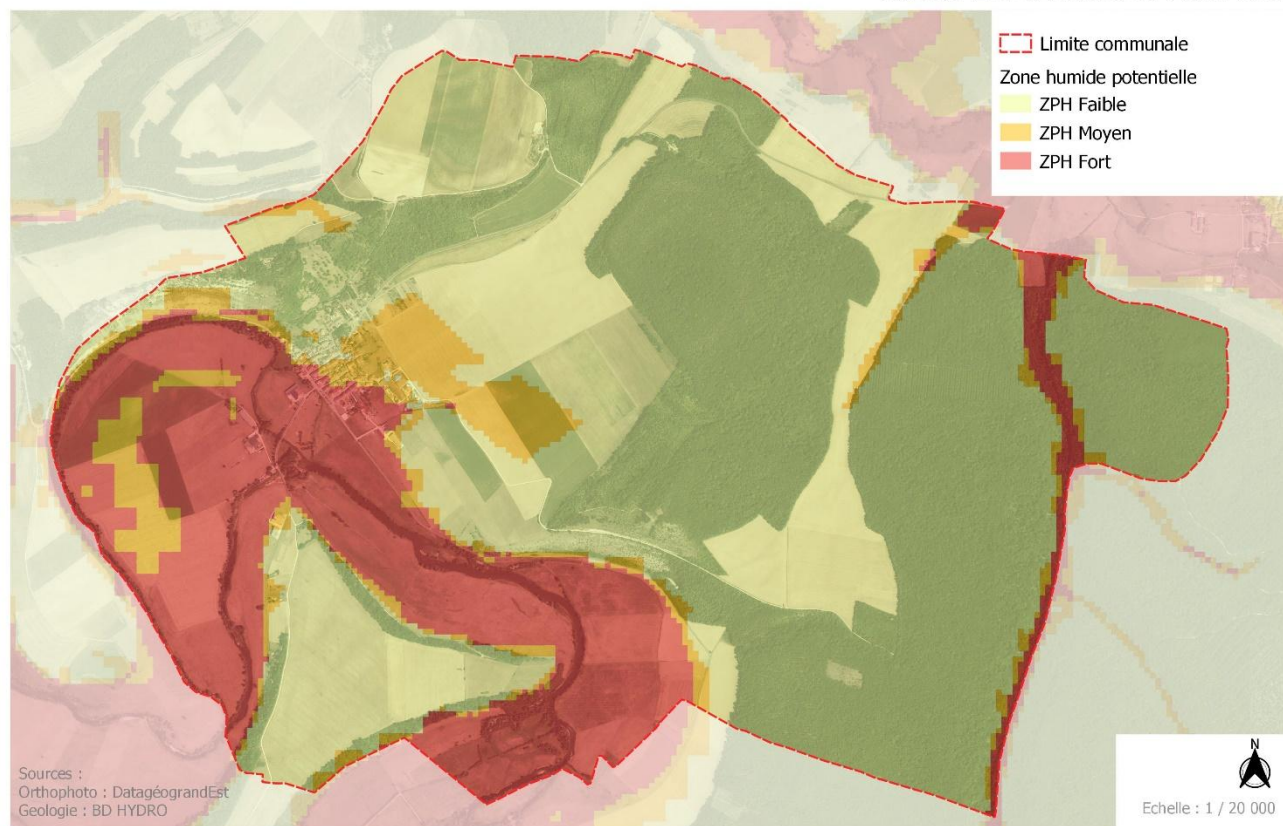 Limite communale
Zone humide potentielle
ZPH Faible
ZPH Moyen
ZPH Fort
Sources :
Orthophoto : DatagéograndEst
Geologie : BD HYDRO
N
Echelle : 1 / 20 000